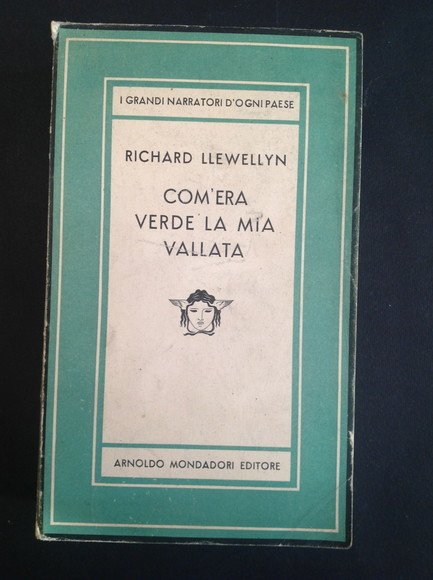 I GRANDI NARRATORI D'OGNI PAESE
RICHARD LLEWELLYN
COM'ERA
VERDE LA MIA
VALLATA
ARNOLDO MONDADORI EDITORE